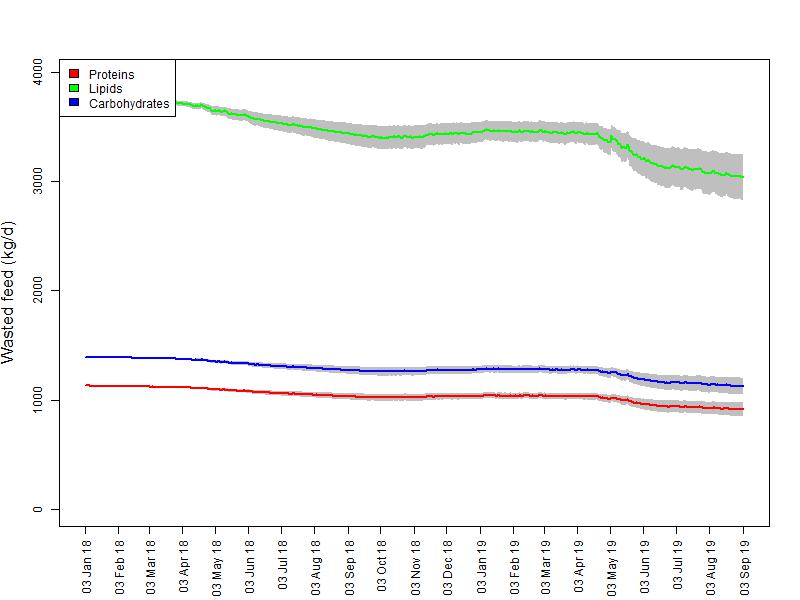 Proteins
Lipids
Carbohydrates
Wasted feed (kg/d)
4000
3000
2000
1000
0
03 Jan 18
03 Feb 18
03 Mar 18
03 Apr 18
03 May 18
03 Jun 18
03 Jul 18
03 Aug 18
03 Sep 18
03 Oct 18
03 Nov 18
03 Dec 18
03 Jan 19
03 Feb 19
03 Mar 19
03 Apr 19
03 May 19
03 Jun 19
03 Jul 19
03 Aug 19
03 Sep 19